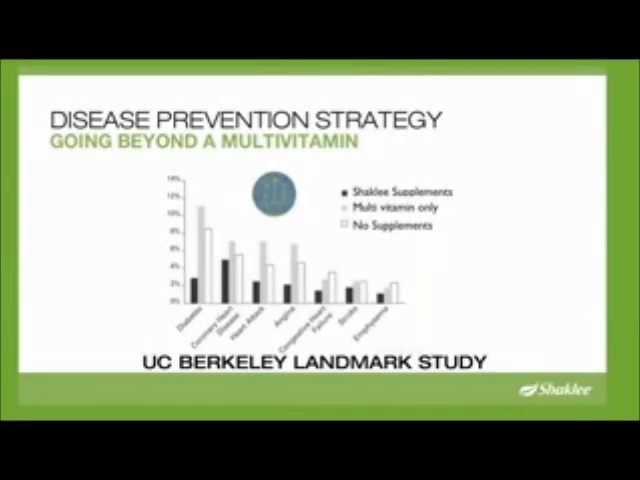 DISEASE PREVENTION STRATEGY
GOING BEYOND A MULTIVITAMIN
14%
12%
10%
8%
6%
4%
2%
0%
Shaklee Supplements
Multi vitamin only
No Supplements
Diabetes
Coronary Heart
Disease
Heart Attack
Angina
Congestive Heart
Failure
Stroke
Emphysema
UC BERKELEY LANDMARK STUDY
Shaklee